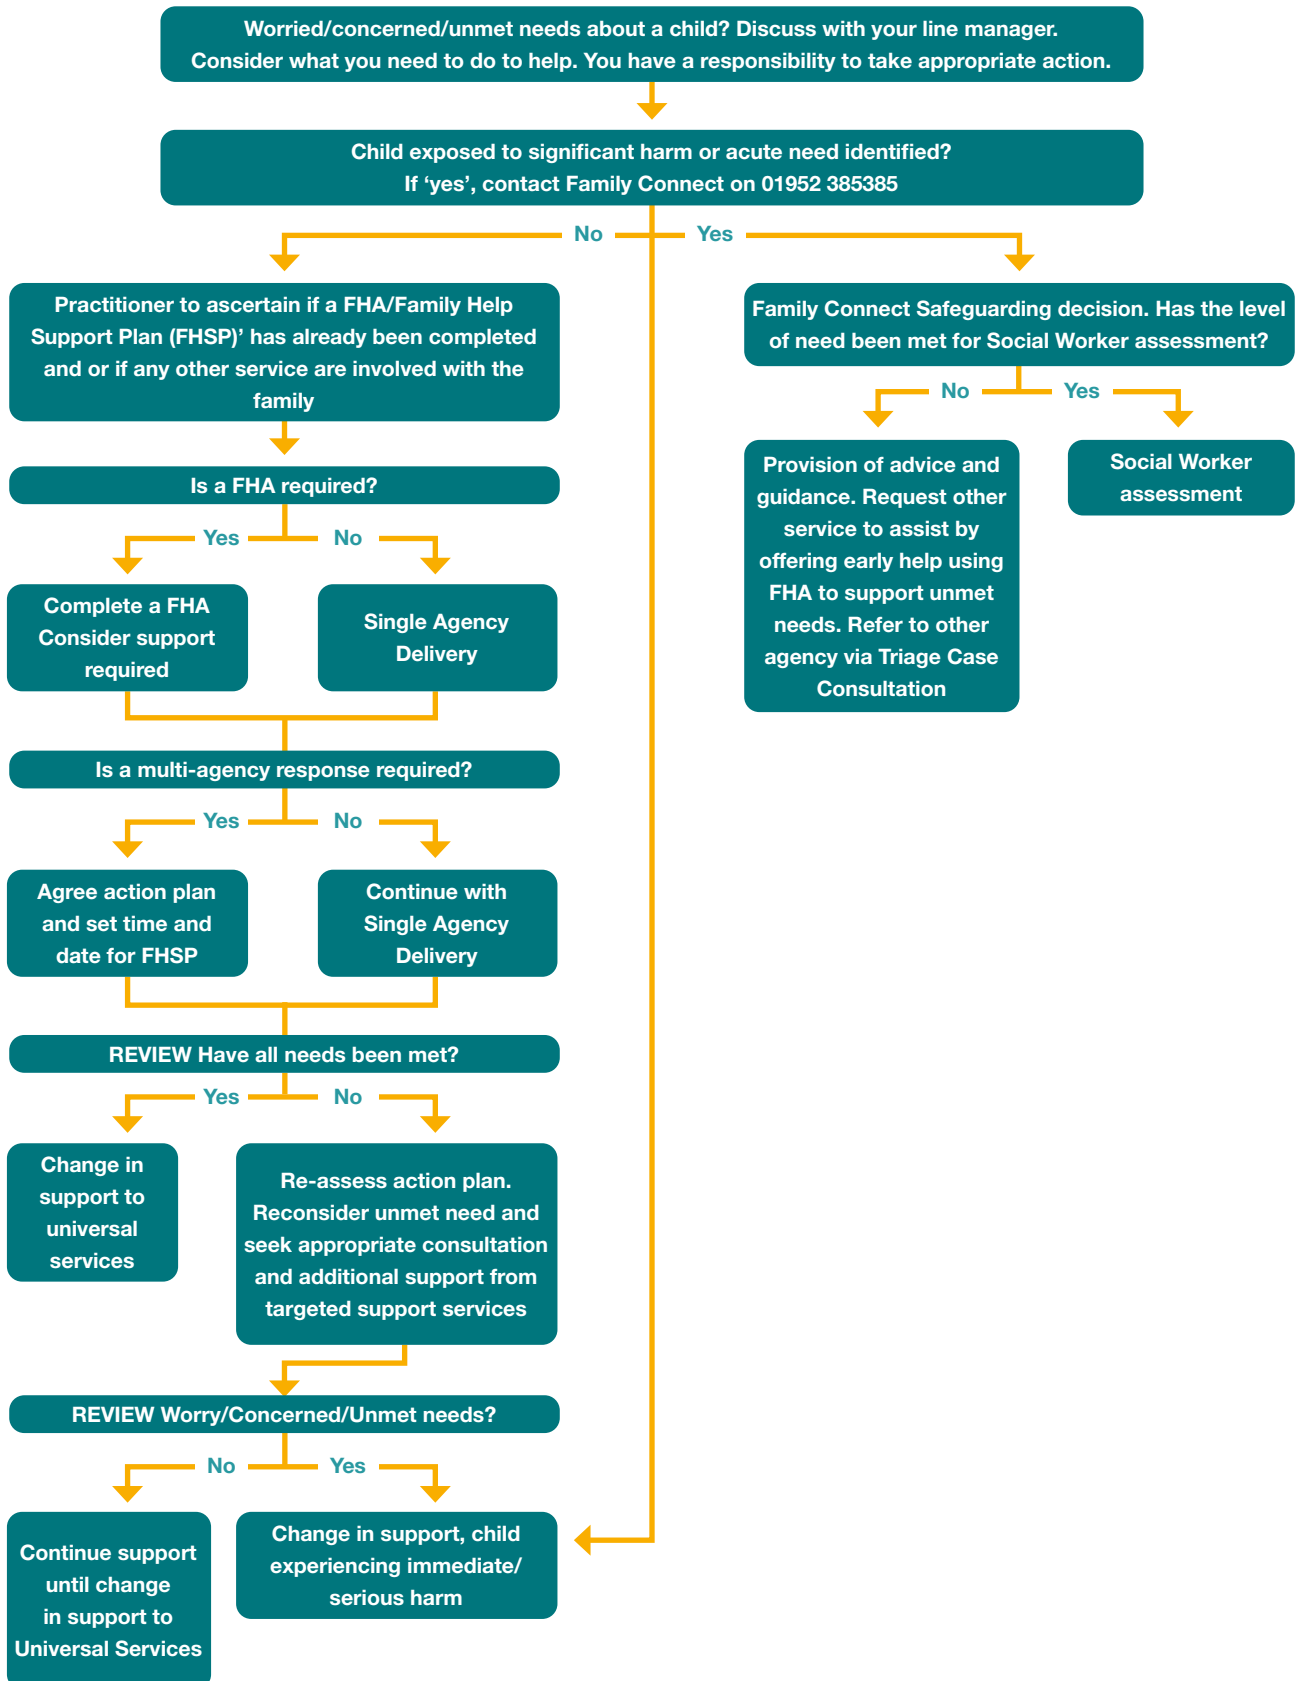 Worried/concerned/unmet needs about a child? Discuss with your line manager.
Consider what you need to do to help. You have a responsibility to take appropriate action.
Child exposed to significant harm or acute need identified?
If ‘yes’, contact Family Connect on 01952 385385
No
Yes
Practitioner to ascertain if a FHA/Family Help
Support Plan (FHSP)’ has already been completed
and or if any other service are involved with the
family
Family Connect Safeguarding decision. Has the level
of need been met for Social Worker assessment?
No
Yes
Provision of advice and
guidance. Request other
service to assist by
offering early help using
FHA to support unmet
needs. Refer to other
agency via Triage Case
Consultation
Social Worker
assessment
Is a FHA required?
Yes
No
Complete a FHA
Consider support
required
Single Agency
Delivery
Is a multi-agency response required?
Yes
No
Agree action plan
and set time and
date for FHSP
Continue with
Single Agency
Delivery
REVIEW Have all needs been met?
Yes
No
Change in
support to
universal
services
Re-assess action plan.
Reconsider unmet need and
seek appropriate consultation
and additional support from
targeted support services
REVIEW Worry/Concerned/Unmet needs?
No
Yes
Continue support
until change
in support to
Universal Services
Change in support, child
experiencing immediate/
serious harm